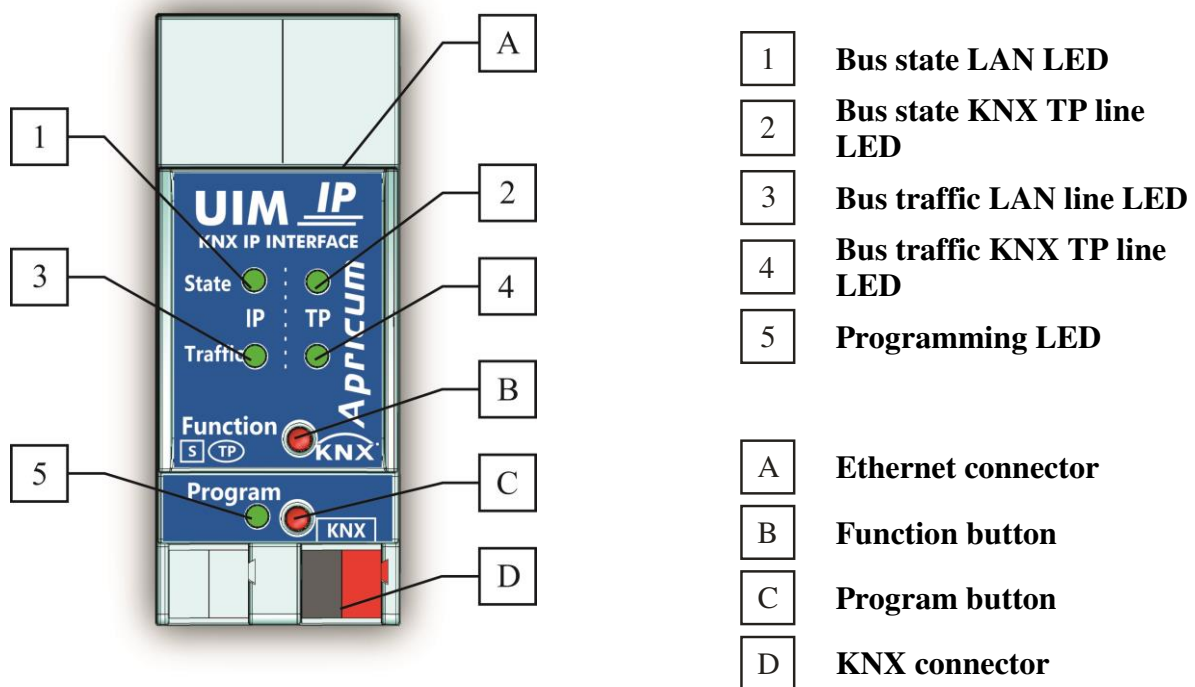 A
1
UIM IP
2
KNX IP INTERFACE
3
State
4
IP
TP
Traffic
Apricum
B
Function
S
TP
KNX
5
Program
C
KNX
D
1
Bus state LAN LED
2
Bus state KNX TP line
LED
3
Bus traffic LAN line LED
4
Bus traffic KNX TP line
LED
5
Programming LED
A
Ethernet connector
B
Function button
C
Program button
D
KNX connector